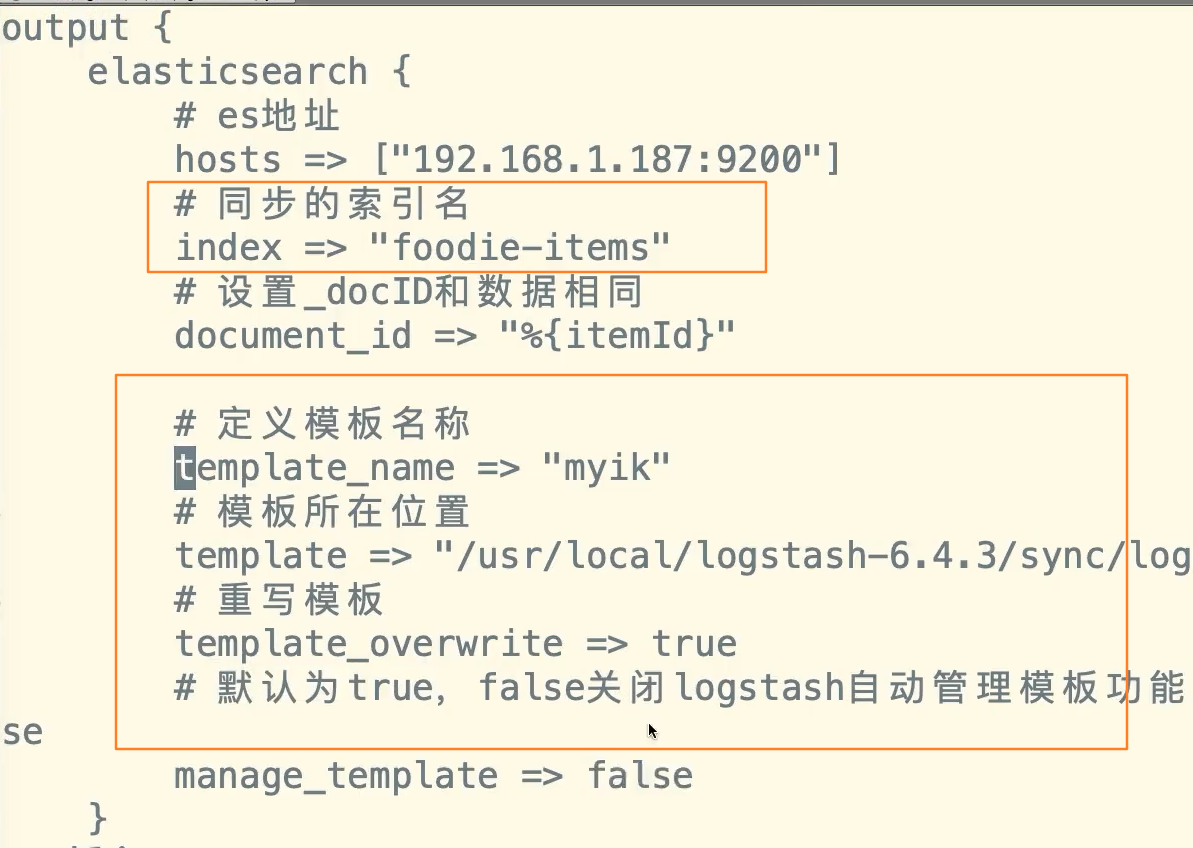 output {
elasticsearch {
# es地址
hosts => ["192.168.1.187:9200"]
# 同步的索引名
index => "foodie-items"
# 设置_docID和数据相同
document_id => "%{itemId}"
# 定义模板名称
template_name => "myik"
# 模板所在位置
template => "/usr/local/logstash-6.4.3/sync/log
# 重写模板
template_overwrite => true
# 默认为true, false关闭logstash自动管理模板功能
se
manage_template => false
}